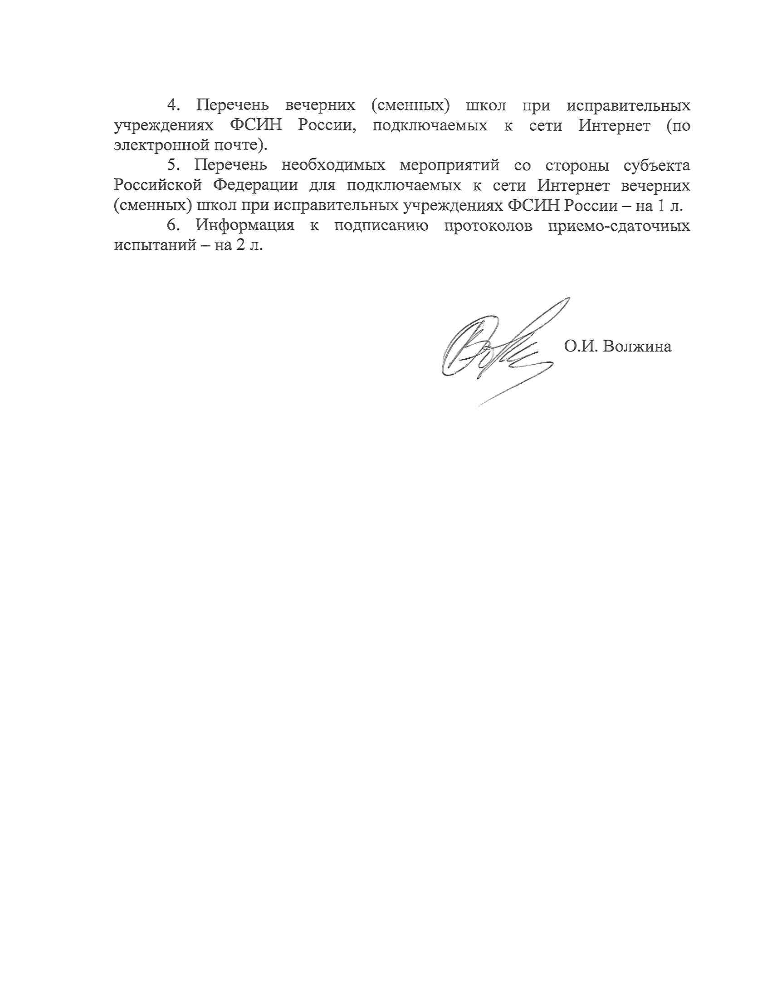 4. Перечень вечерних (сменных) школ при исправительных
учреждениях ФСИН России, подключаемых к сети Интернет (по
электронной почте).
5. Перечень необходимых мероприятий со стороны субъекта
Российской Федерации для подключаемых к сети Интернет вечерних
(сменных) школ при исправительных учреждениях ФСИН России – на 1 л.
6. Информация к подписанию протоколов приемо-сдаточных
испытаний – на 2 л.
О.И. Волжина